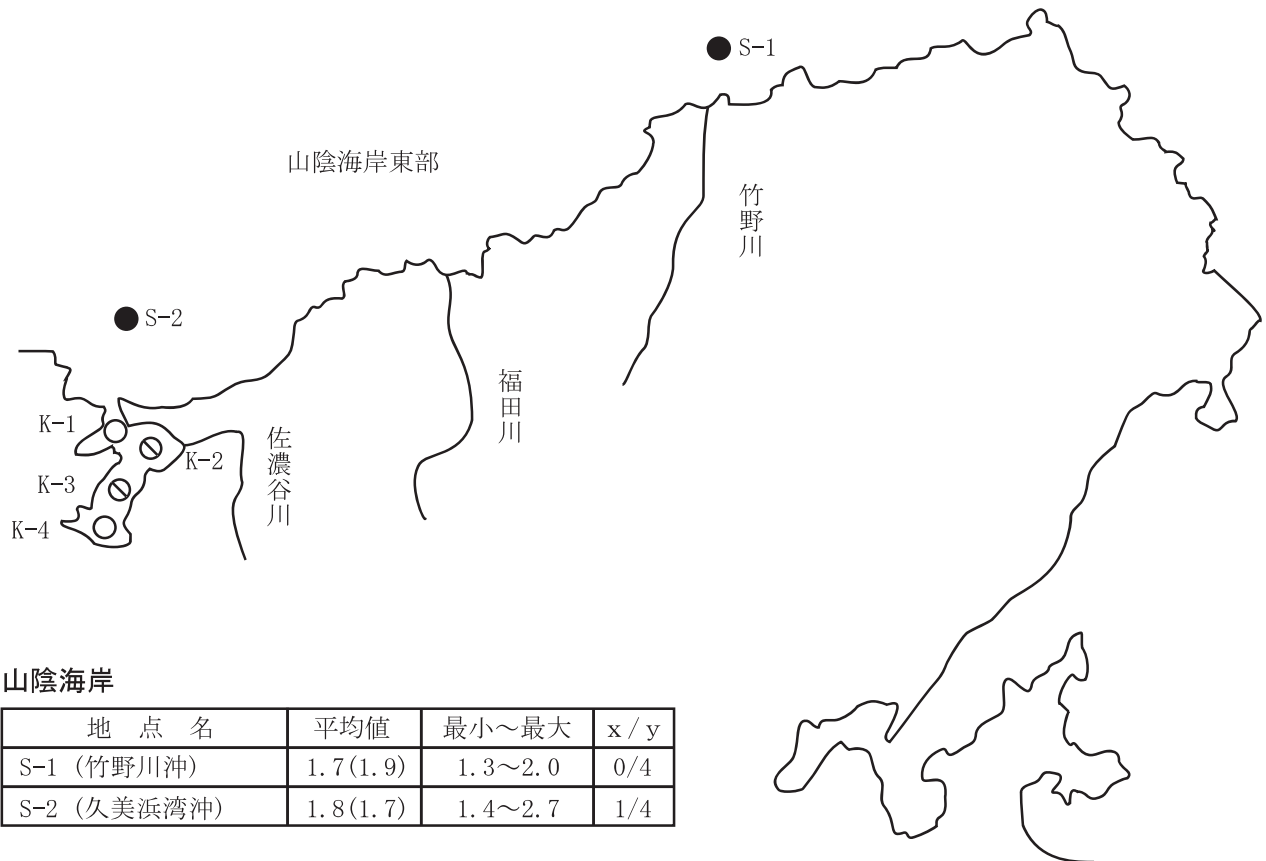 S-1
山陰海岸東部
竹野川
S-2
福田川
K-1
佐濃谷川
K-2
K-3
K-4
山陰海岸
地点名 平均値 最小～最大 x/y
S-1 (竹野川沖) 1.7(1.9) 1.3～2.0 0/4
S-2 (久美浜湾沖) 1.8(1.7) 1.4～2.7 1/4